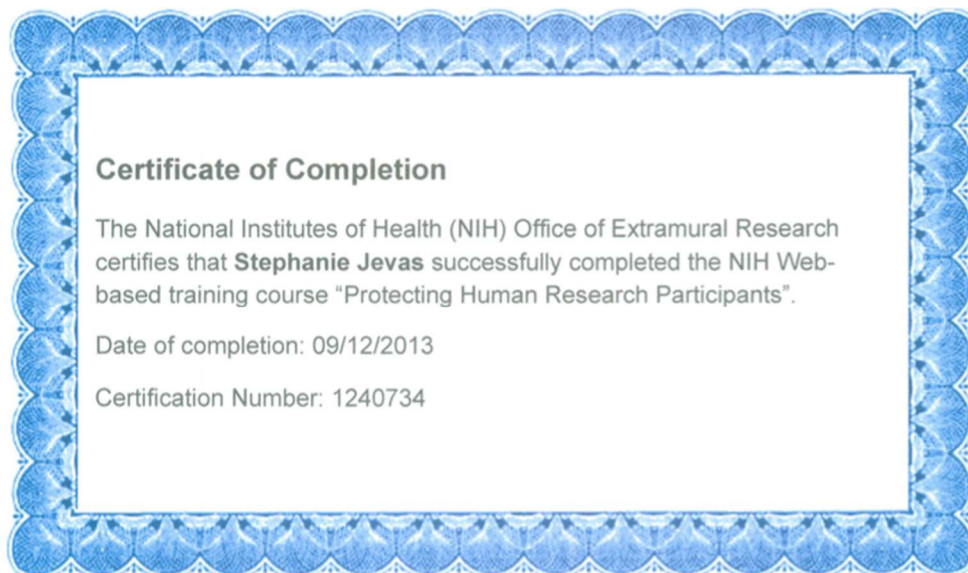 Certificate of Completion
The National Institutes of Health (NIH) Office of Extramural Research
certifies that Stephanie Jevas successfully completed the NIH Web-
based training course “Protecting Human Research Participants”.
Date of completion: 09/12/2013
Certification Number: 1240734